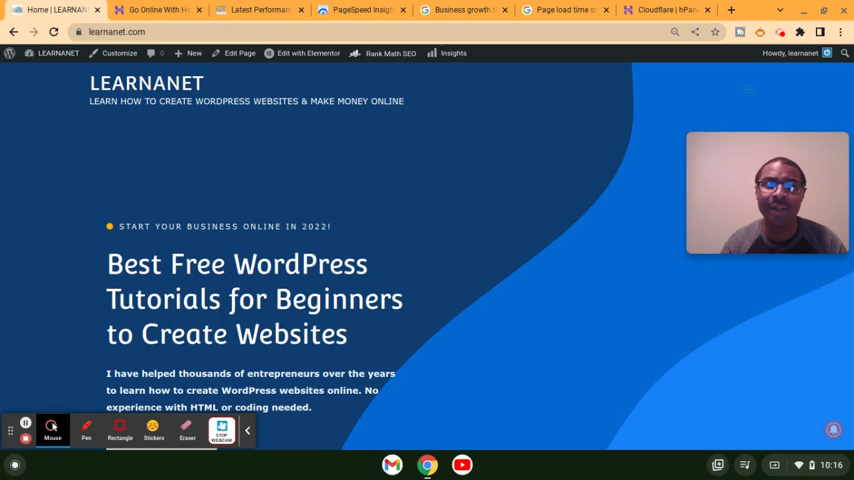 Home | LEARNAN
Go Online With Ho
Latest Performanc
PageSpeed Insigh
Business growth t
Page load time st
Cloudflare | hPan
learnanet.com
LEARNANET
Customize
0
New
Edit Page
Edit with Elementor
Rank Math SEO
Insights
Howdy, learnanet
LEARNANET
LEARN HOW TO CREATE WORDPRESS WEBSITES & MAKE MONEY ONLINE
START YOUR BUSINESS ONLINE IN 2022!
Best Free WordPress
Tutorials for Beginners
to Create Websites
I have helped thousands of entrepreneurs over the years
to learn how to create WordPress websites online. No
experience with HTML or coding needed.
Mouse
Pen
Rectangle
Stickers
Eraser
STOP
WEBCAM
10:16